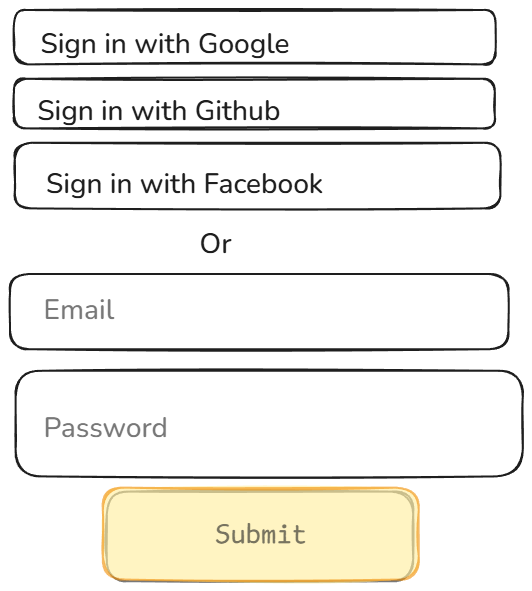 Sign in with Google
Sign in with Github
Sign in with Facebook
Or
Email
Password
Submit